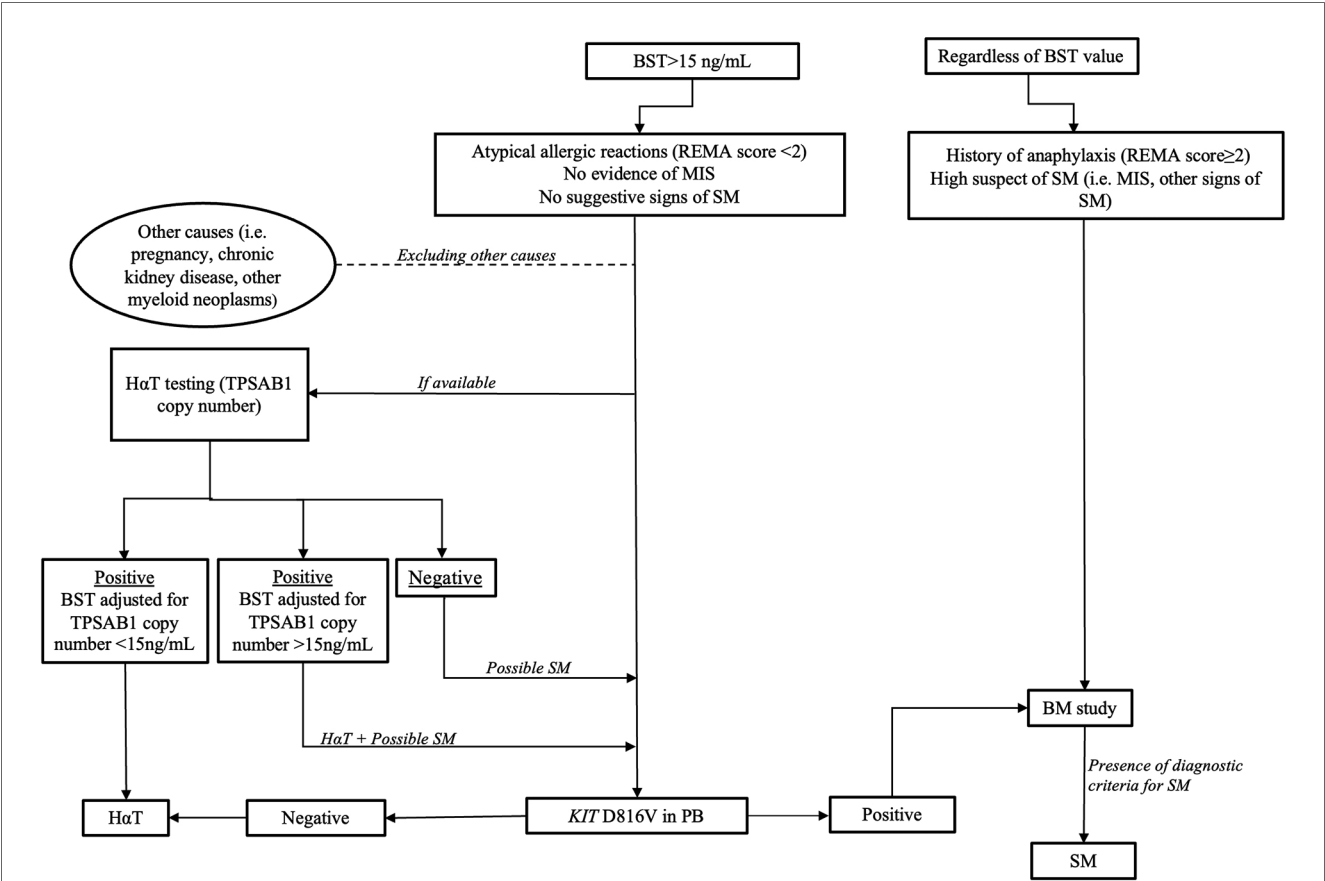 BST>15 ng/mL
Regardless of BST value
Atypical allergic reactions (REMA score <2)
No evidence of MIS
No suggestive signs of SM
History of anaphylaxis (REMA score≥2)
High suspect of SM (i.e. MIS, other signs of
SM)
Other causes (i.e.
pregnancy, chronic
kidney disease, other
myeloid neoplasms)
Excluding other causes
HαT testing (TPSAB1
copy number)
If available
Positive
BST adjusted for
TPSAB1 copy
number <15ng/mL
Positive
BST adjusted for
TPSAB1 copy
number >15ng/mL
Negative
Possible SM
HαT + Possible SM
BM study
Presence of diagnostic
criteria for SM
HαT
Negative
KIT D816V in PB
Positive
SM